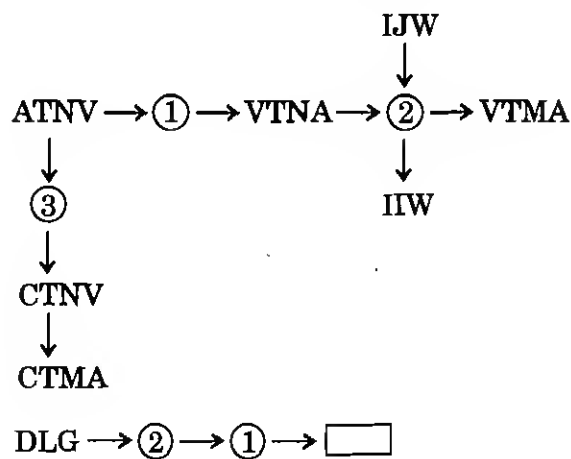 IJW
ATNV → ① → VTNA → ② → VTMA
③
IIW
CTNV
CTMA
DLG → ② → ① →